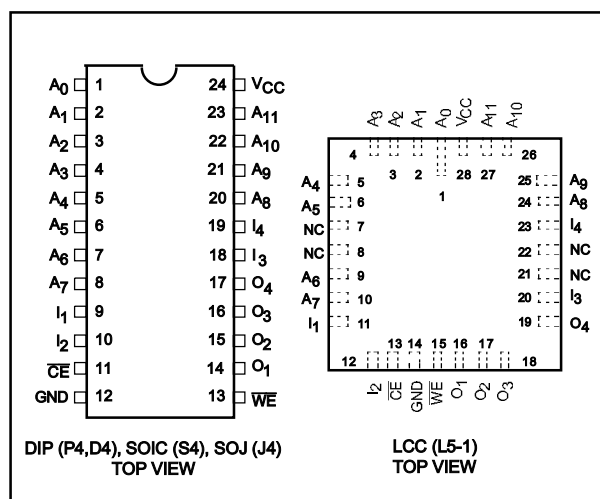 A0 1 24 VCC
A1 2 23 A11
A2 3 22 A10
A3 4 21 A9
A4 5 20 A8
A5 6 19 I4
A6 7 18 I3
A7 8 17 O4
I1 9 16 O3
I2 10 15 O2
CE 11 14 O1
GND 12 13 WE
DIP (P4,D4), SOIC (S4), SOJ (J4)
TOP VIEW
A3 A2 A1 A0 VCC A11 A10
4 3 2 1 28 27 26
A4 5 25 A9
A5 6 24 A8
NC 7 23 I4
NC 8 22 NC
A6 9 21 NC
A7 10 20 I3
I1 11 19 O4
12 13 14 15 16 17 18
I2 CE GND WE O1 O2 O3
LCC (L5-1)
TOP VIEW